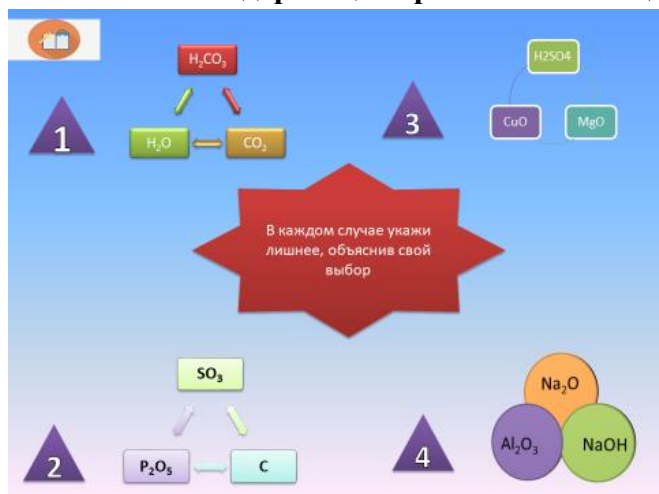 H₂CO₃
1
H₂O
CO₂
3
H2SO4
CuO
MgO
В каждом случае укажи
лишнее, объяснив свой
выбор
2
SO₃
P₂O₅
C
4
Na₂O
Al₂O₃
NaOH